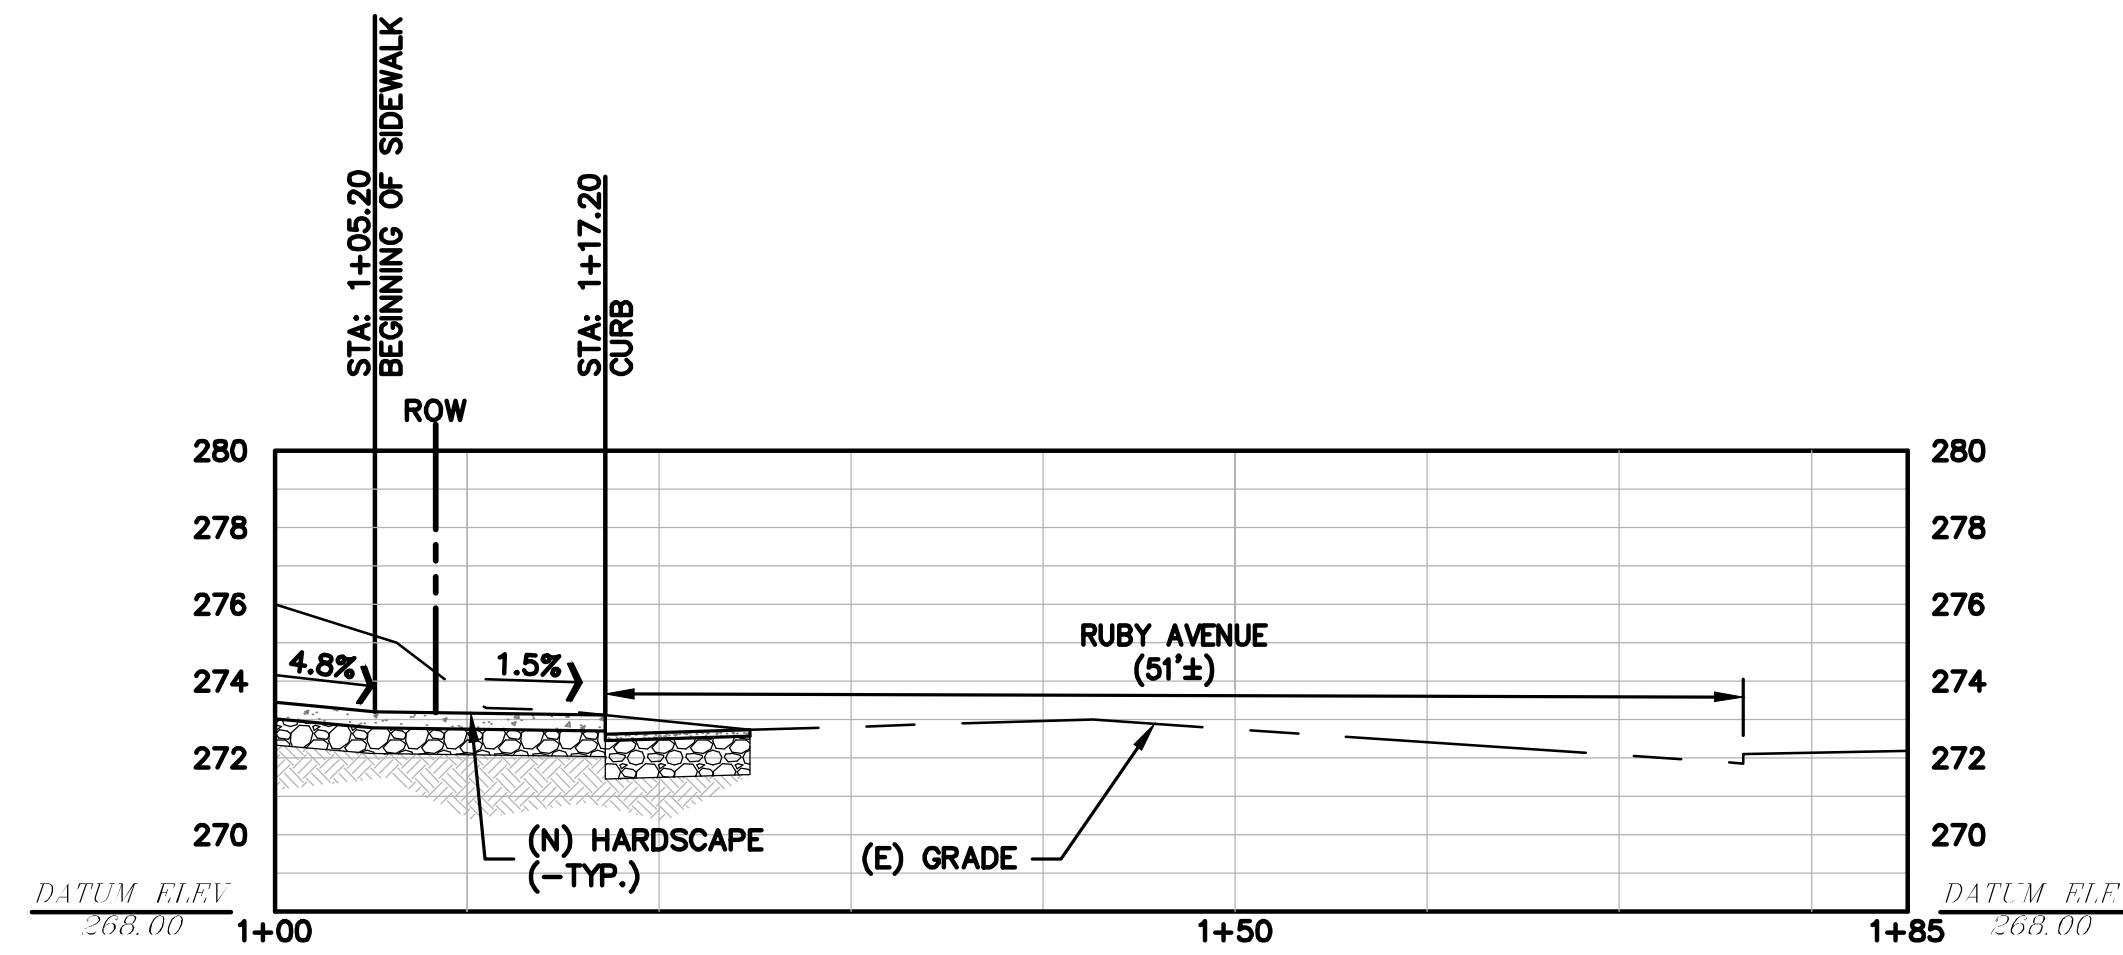 STA: 1+05.20
BEGINNING OF SIDEWALK
STA: 1+17.20
CURB
ROW
280
280
278
278
276
276
RUBY AVENUE
(51'±)
4.8%
1.5%
274
274
272
272
270
270
(N) HARDSCAPE
(-TYP.)
(E) GRADE
DATUM ELEV
268.00
DATUM ELE
268.00
1+00
1+50
1+85